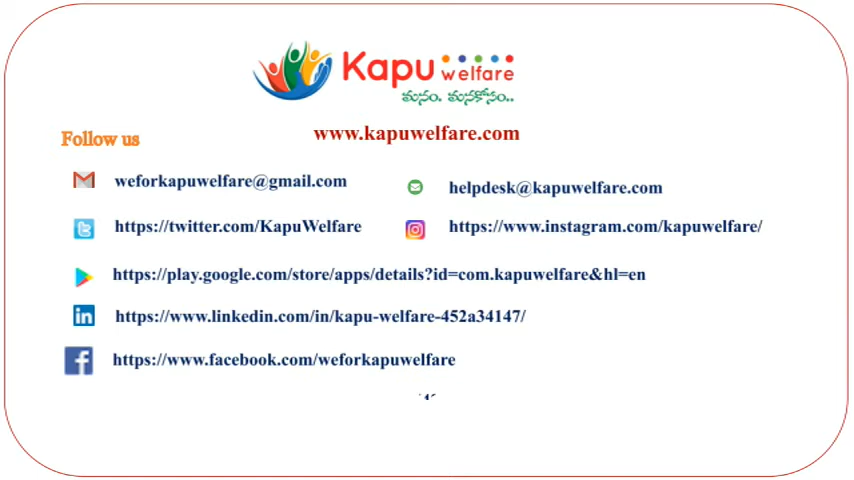 Kapu welfare
మనం. మనకోసం..
www.kapuwelfare.com
Follow us
weforkapuwelfare@gmail.com
helpdesk@kapuwelfare.com
https://twitter.com/KapuWelfare
https://www.instagram.com/kapuwelfare/
https://play.google.com/store/apps/details?id=com.kapuwelfare&hl=en
https://www.linkedin.com/in/kapu-welfare-452a34147/
https://www.facebook.com/weforkapuwelfare